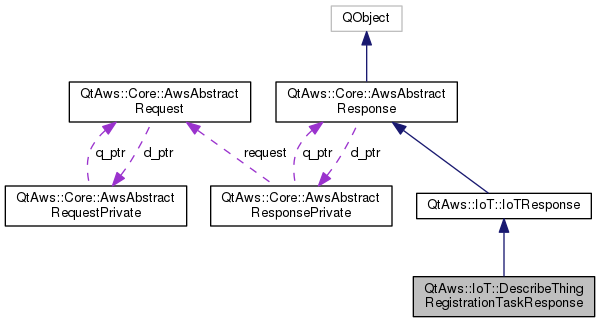 QObject
QtAws::Core::AwsAbstract
Request
QtAws::Core::AwsAbstract
Response
q_ptr
d_ptr
request
q_ptr
d_ptr
QtAws::Core::AwsAbstract
RequestPrivate
QtAws::Core::AwsAbstract
ResponsePrivate
QtAws::IoT::IoTResponse
QtAws::IoT::DescribeThing
RegistrationTaskResponse